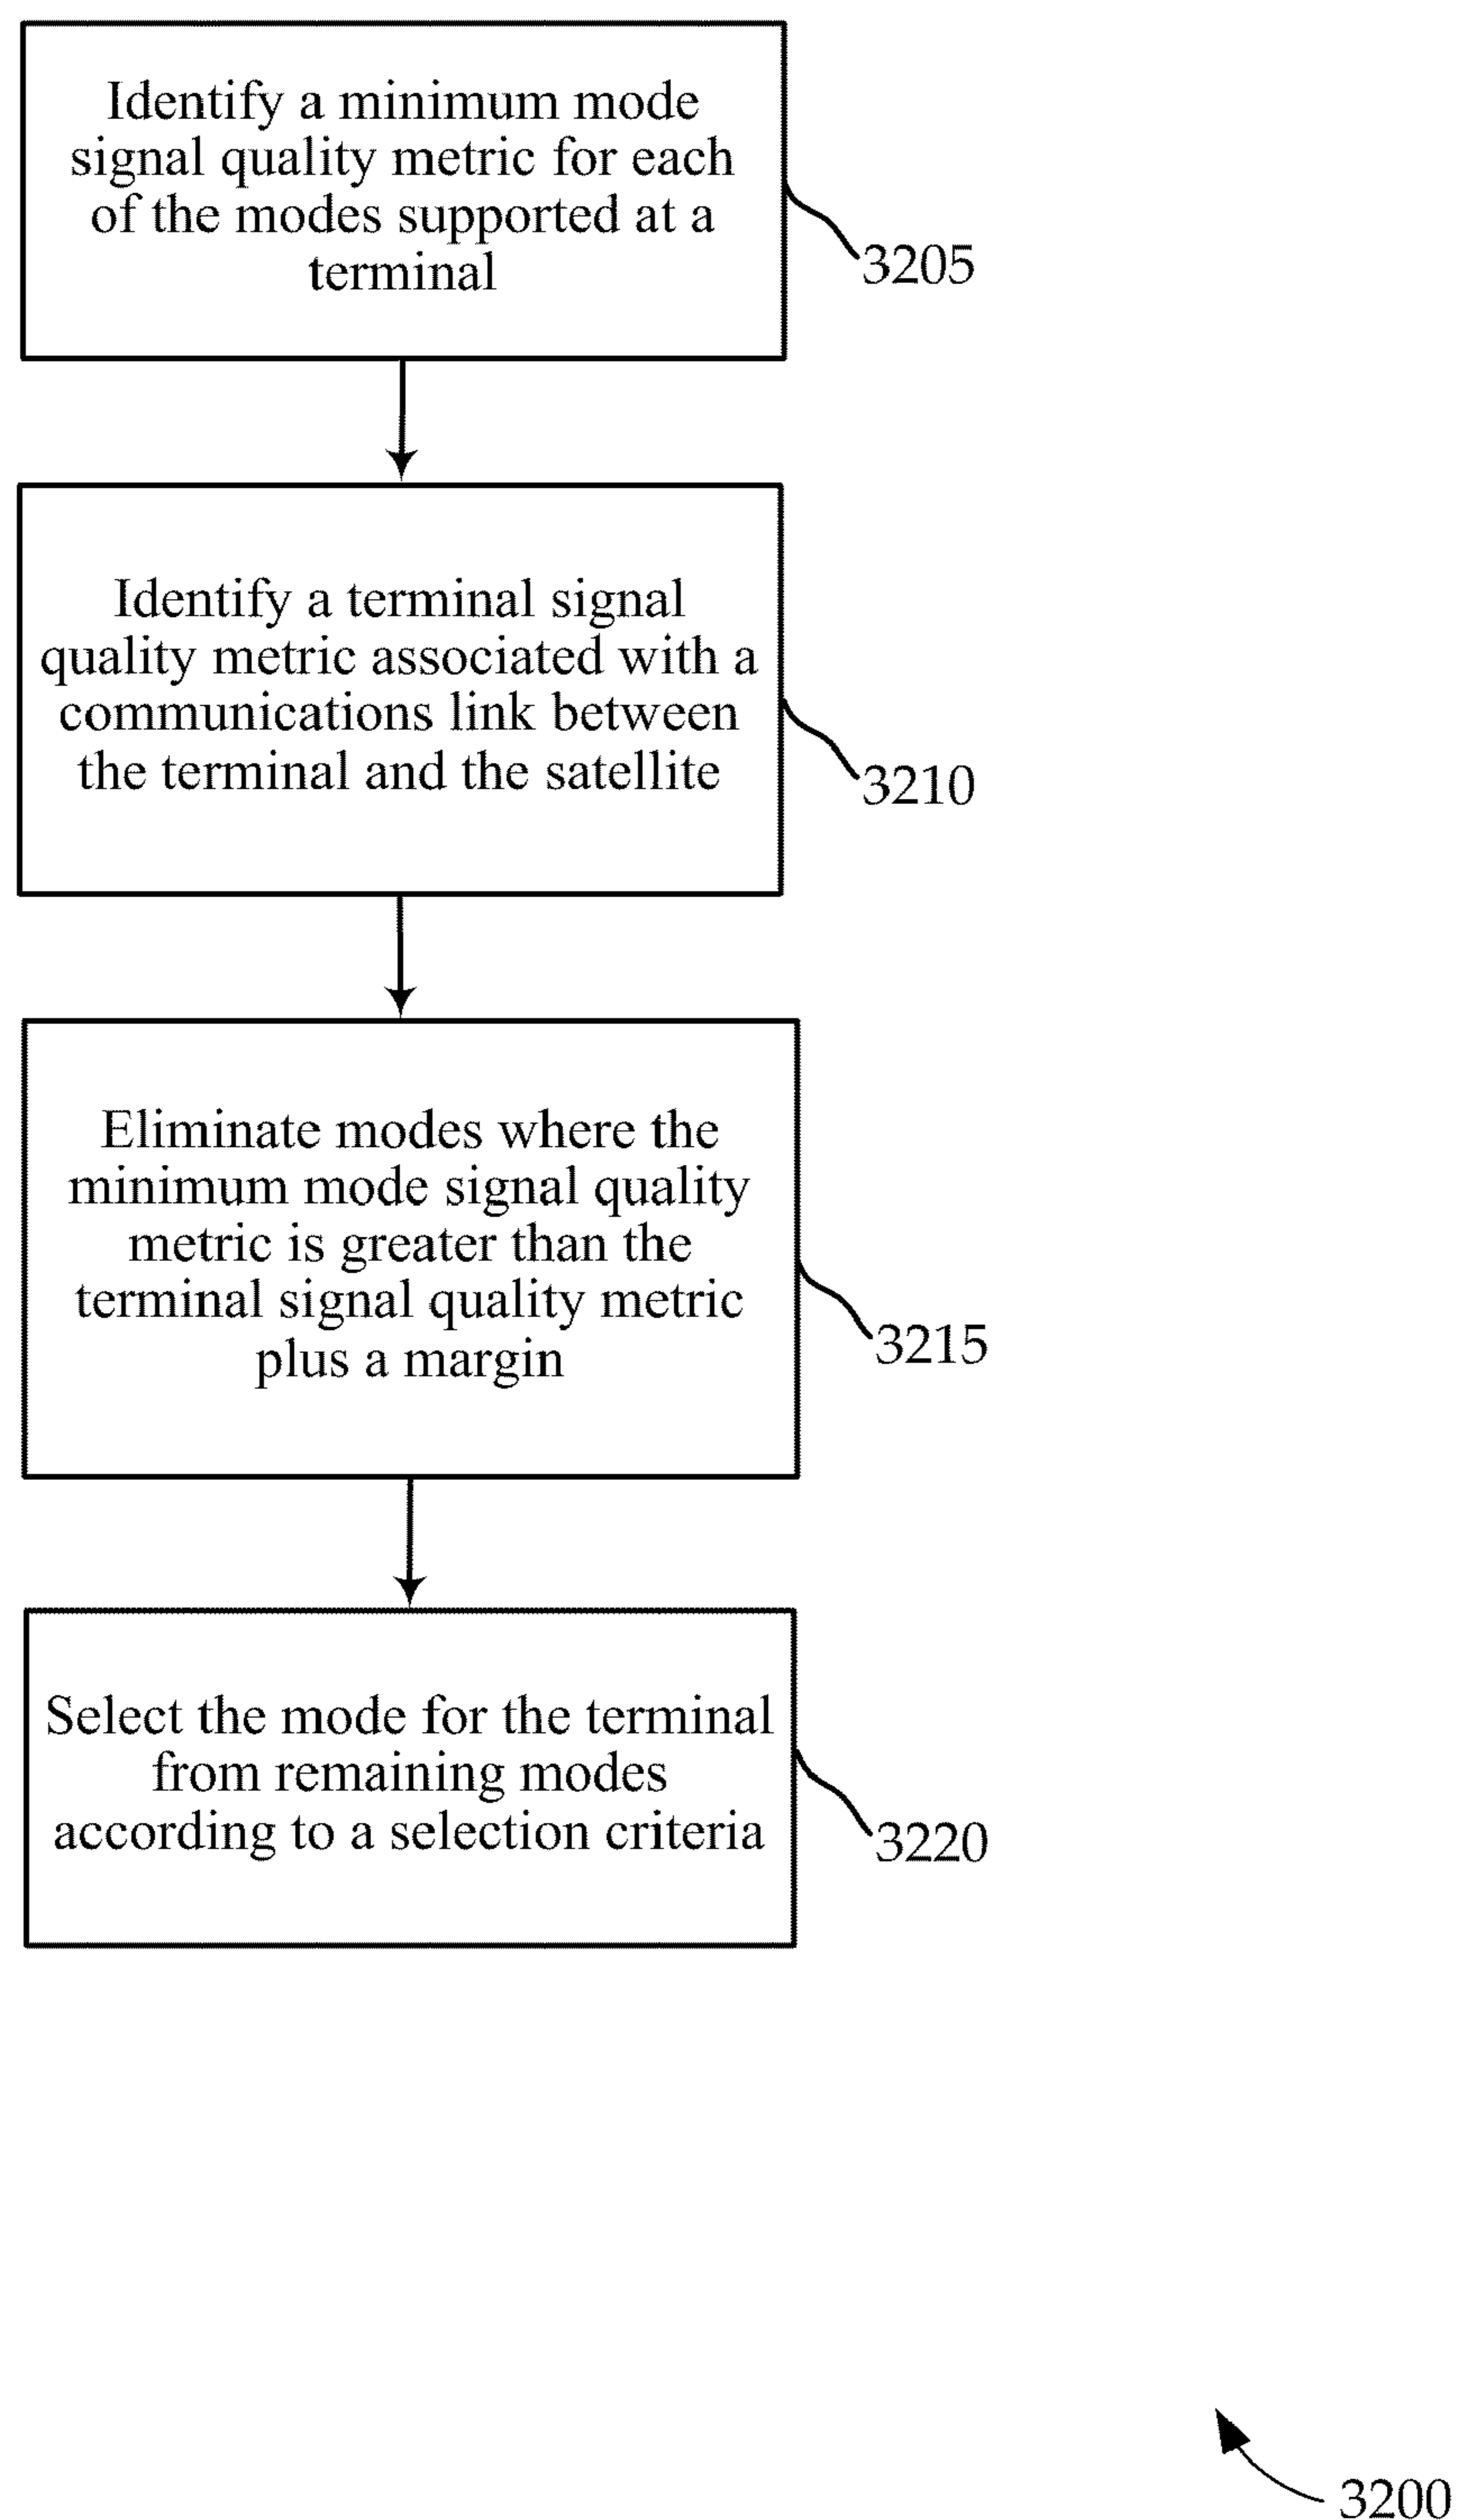 Identify a minimum mode
signal quality metric for each
of the modes supported at a
terminal
3205
Identify a terminal signal
quality metric associated with a
communications link between
the terminal and the satellite
3210
Eliminate modes where the
minimum mode signal quality
metric is greater than the
terminal signal quality metric
plus a margin
3215
Select the mode for the terminal
from remaining modes
according to a selection criteria
3220
3200